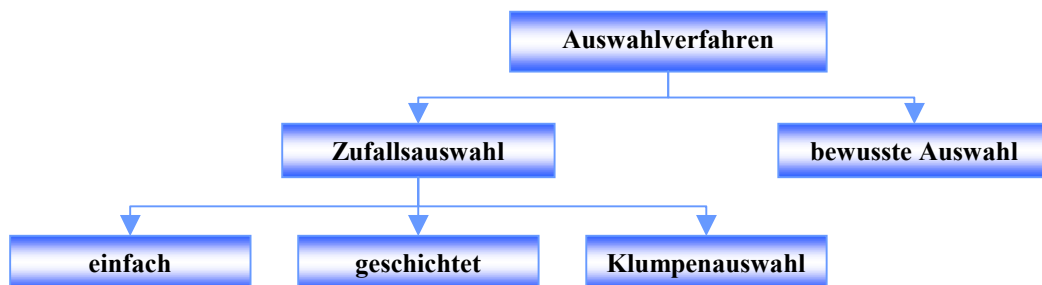 Auswahlverfahren
Zufallsauswahl
bewusste Auswahl
einfach
geschichtet
Klumpenauswahl